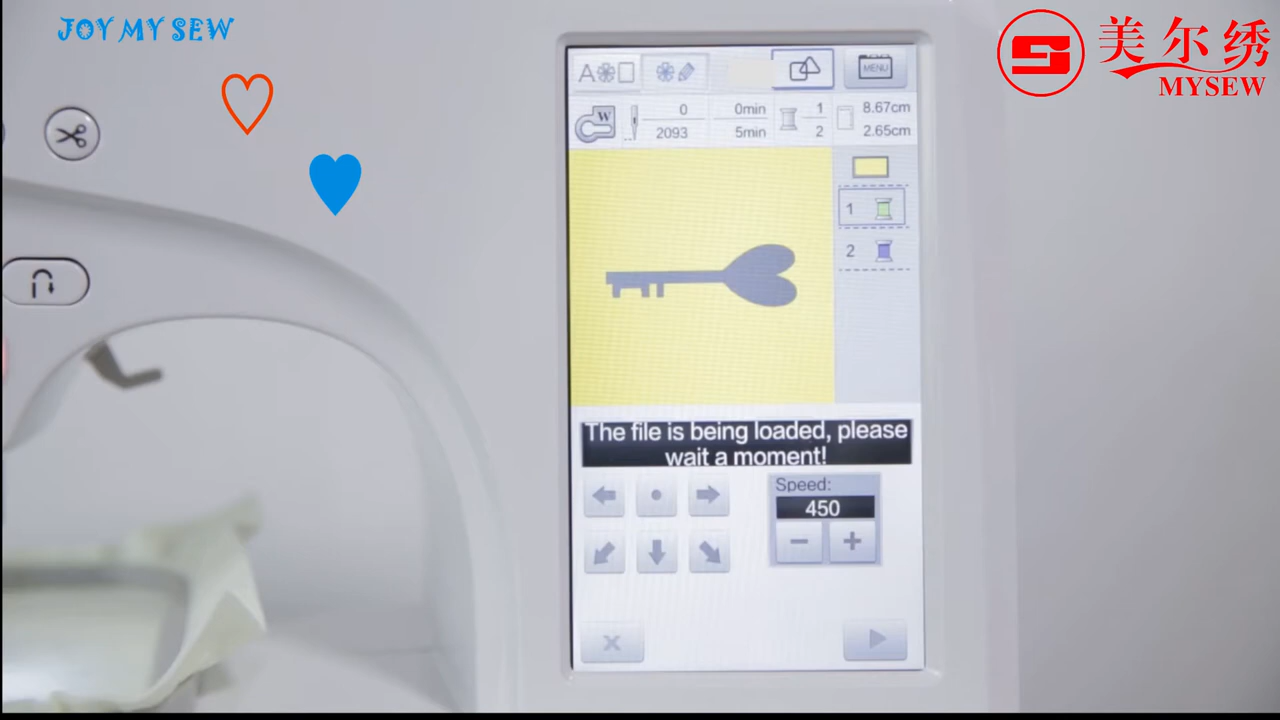 JOY MY SEW
美尔绣
MYSEW
A
MENU
W
0
2093
0min
5min
1
2
8.67cm
2.65cm
1
2
The file is being loaded, please
wait a moment!
Speed:
450